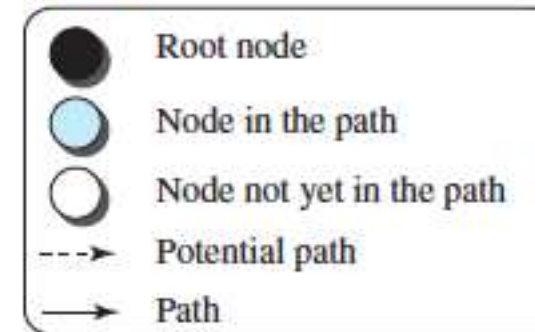 Root node
Node in the path
Node not yet in the path
Potential path
Path